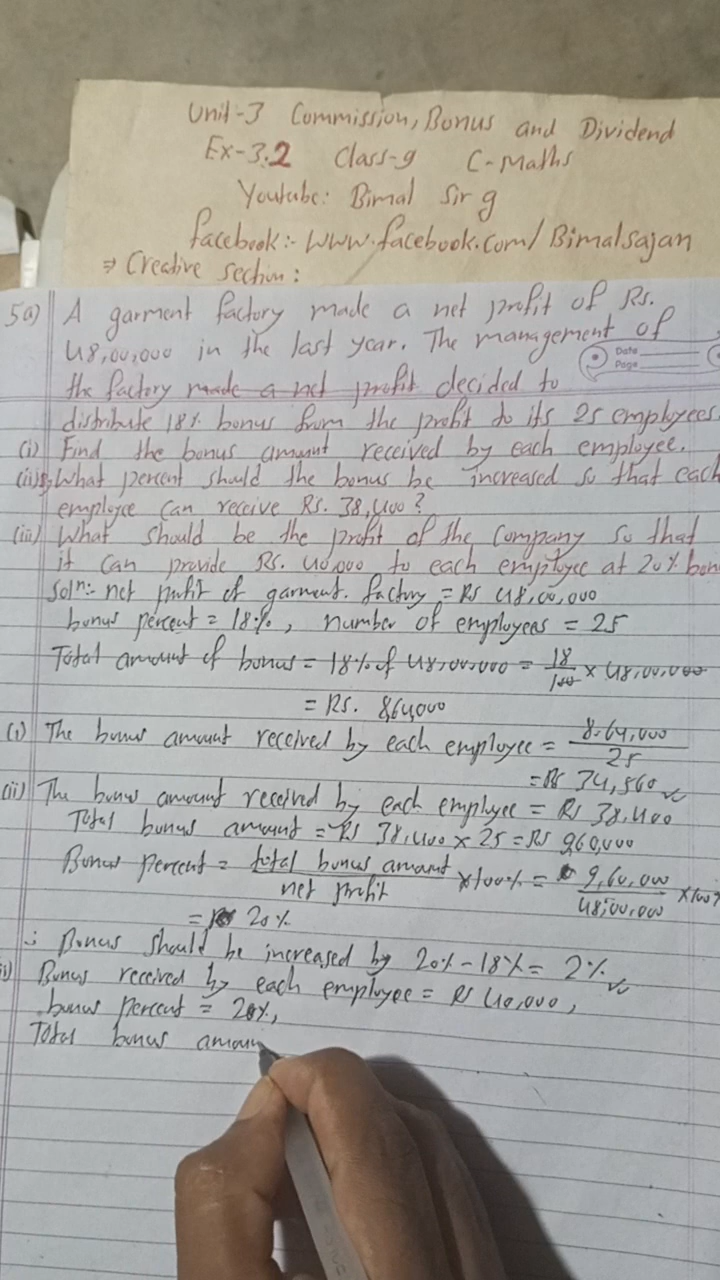 Unit-3 Commission, Bonus and Dividend
Ex-3.2 Class-9 C-Maths
Youtube: Bimal Sir g
facebook:- www.facebook.com/Bimalsajan
⇒ Creative section:
5a) A garment factory made a net profit of Rs.
48,00,000 in the last year. The management of
Date
Page
the factory made a net profit decided to
distribute 18% bonus from the profit to its 25 employees.
(i) Find the bonus amount received by each employee.
(ii) What percent should the bonus be increased so that each
employee can receive Rs. 38,400?
(iii) What should be the profit of the company so that
it can provide Rs. 40,000 to each employee at 20% bon
Soln:- net profit of garment. factory = Rs 48,00,000
bonus percent = 18%, number of employees = 25
Total amount of bonus = 18% of 48,00,000 = 18/100 × 48,00,000
= Rs. 8,64,000
(i) The bonus amount received by each employee = 8,64,000/25
= Rs 34,560
(ii) The bonus amount received by each employee = Rs 38,400
Total bonus amount = Rs 38,400 × 25 = Rs 9,60,000
Bonus Percent = total bonus amount/net profit × 100% = 9,60,000/48,00,000 × 100%
= 20%
∴ Bonus should be increased by 20% - 18% = 2%
i) Bonus received by each employee = Rs 40,000,
bonus percent = 20%,
Total bonus amoun